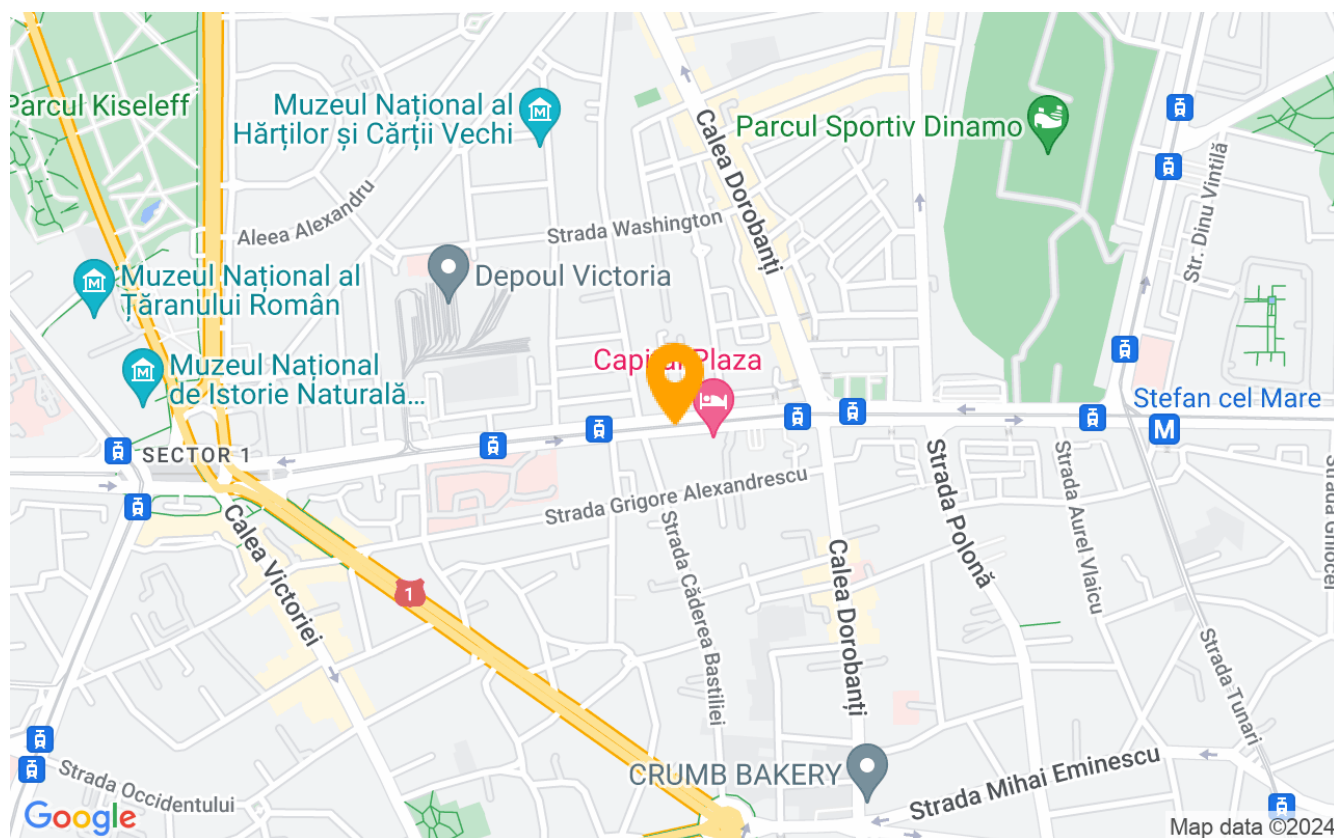 Parcul Kiseleff
Muzeul Național al
Hărților și Cărții Vechi
Calea Dorobanți
Parcul Sportiv Dinamo
Str. Dinu Vintilă
Aleea Alexandru
Strada Washington
Muzeul Național al
Țăranului Român
Depoul Victoria
Muzeul Național
de Istorie Naturală...
Plaza
Stefan cel Mare
M
SECTOR 1
Strada Grigore Alexandrescu
Strada Polonă
Strada Aurel Vlaicu
Strada Ghiocei
Calea Victoriei
1
Strada Căderea Bastiliei
Calea Dorobanți
Strada Tunari
CRUMB BAKERY
Strada Mihai Eminescu
Strada Occidentului
Google
Map data ©2024